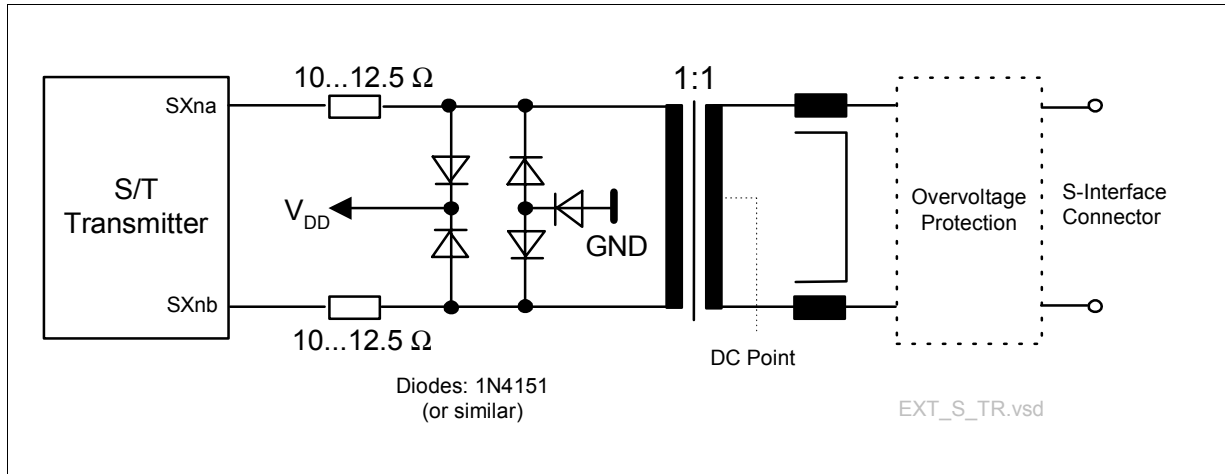 10...12.5 Ω
1:1
SXna
S/T
Transmitter
V_DD
GND
Overvoltage
Protection
S-Interface
Connector
SXnb
10...12.5 Ω
DC Point
Diodes: 1N4151
(or similar)
EXT_S_TR.vsd